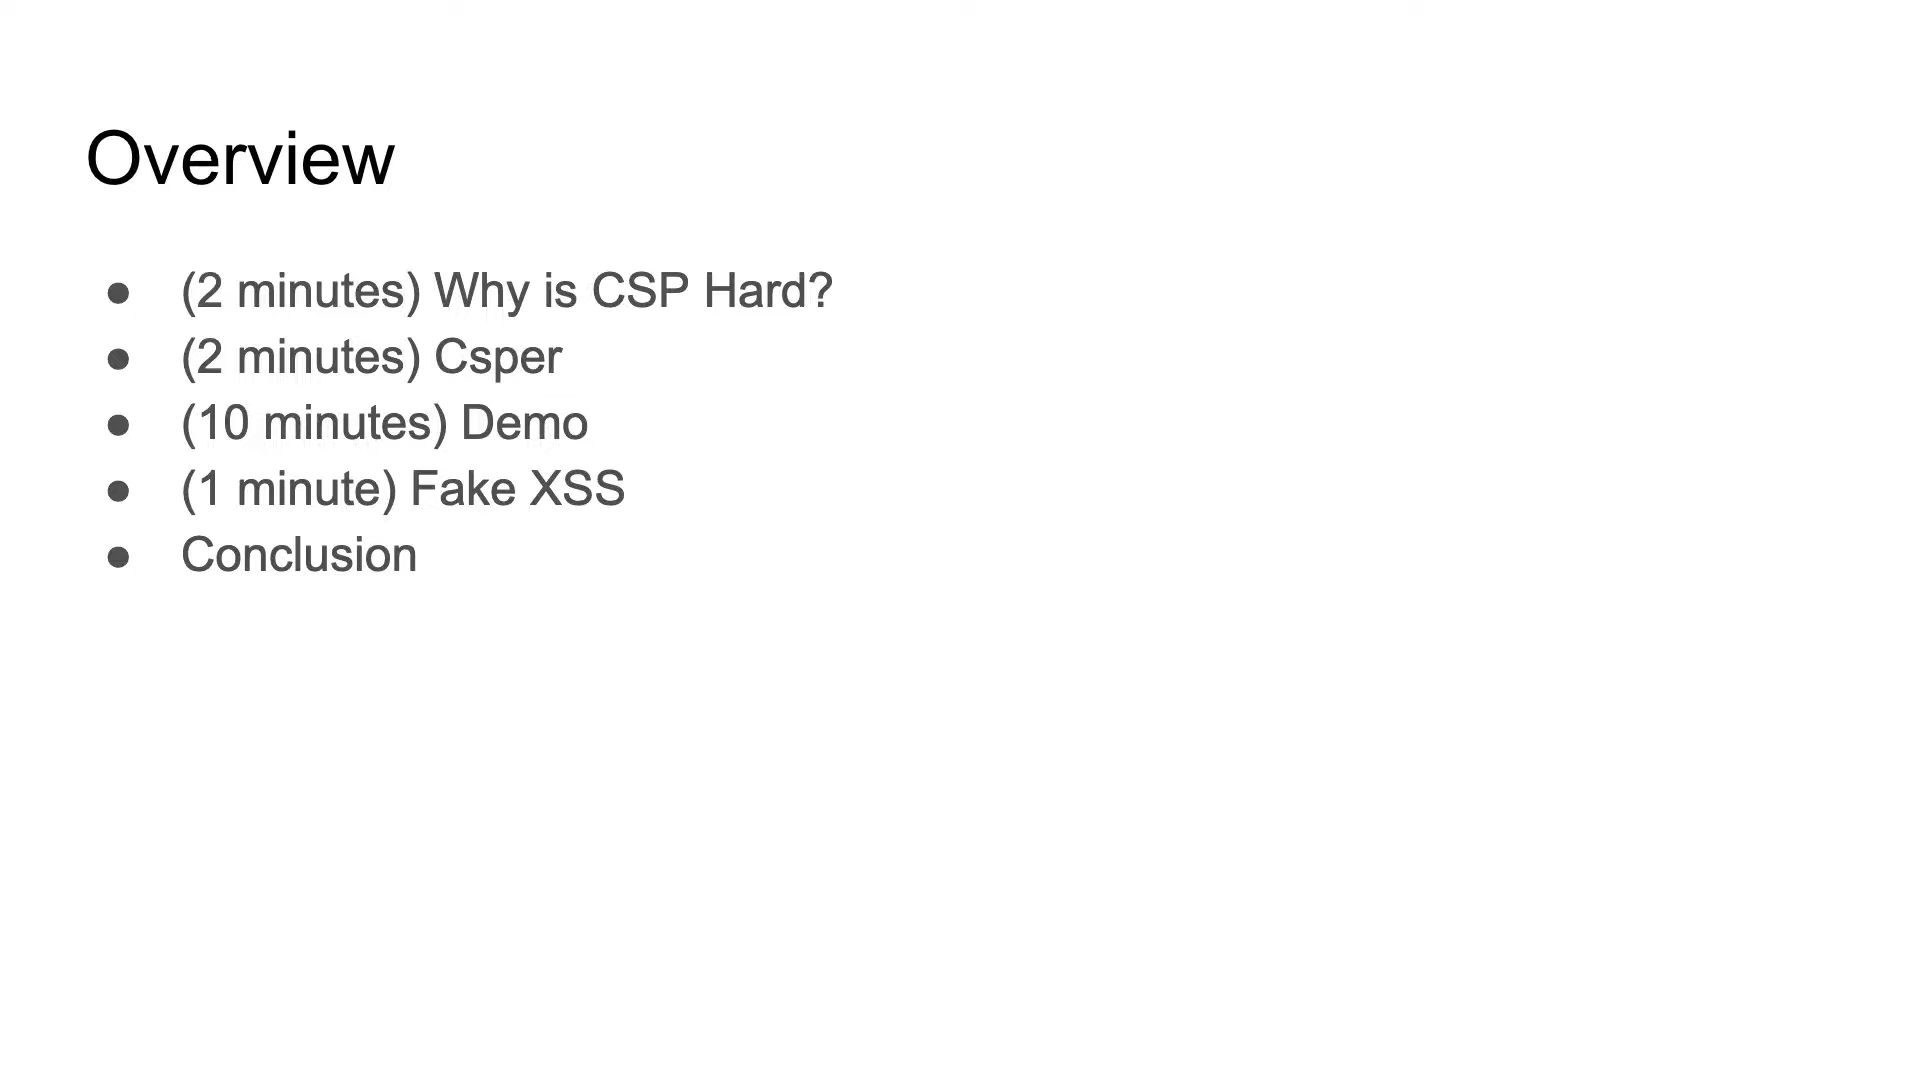 Overview
● (2 minutes) Why is CSP Hard?
● (2 minutes) Csper
● (10 minutes) Demo
● (1 minute) Fake XSS
● Conclusion